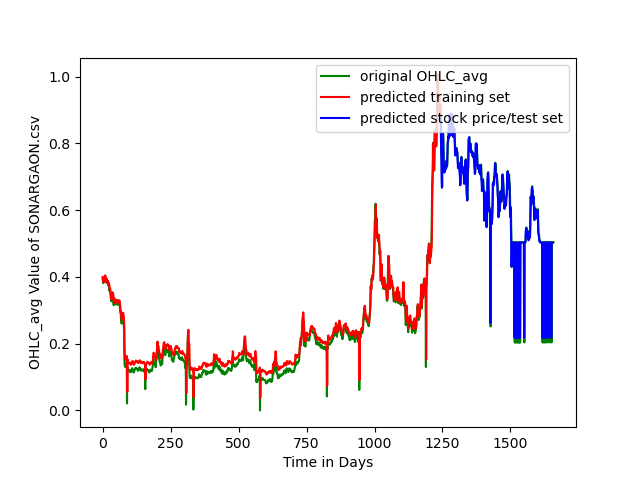 original OHLC_avg
predicted training set
predicted stock price/test set
OHLC_avg Value of SONARGAON.csv
1.0
0.8
0.6
0.4
0.2
0.0
0 250 500 750 1000 1250 1500
Time in Days